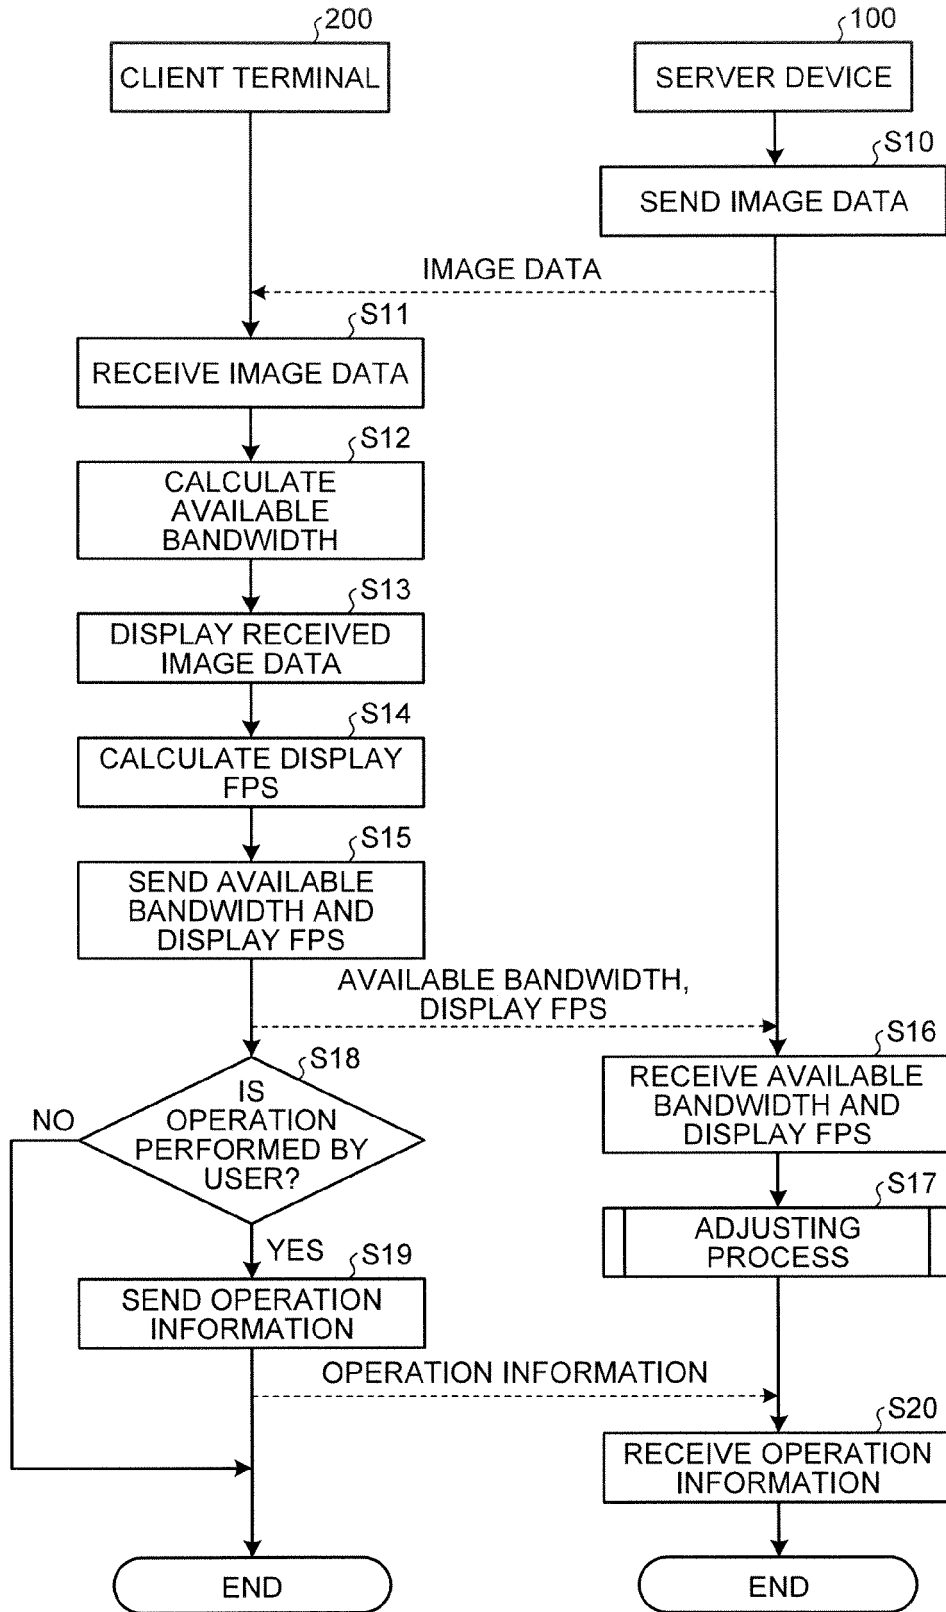 200
CLIENT TERMINAL
100
SERVER DEVICE
S10
SEND IMAGE DATA
IMAGE DATA
S11
RECEIVE IMAGE DATA
S12
CALCULATE
AVAILABLE
BANDWIDTH
S13
DISPLAY RECEIVED
IMAGE DATA
S14
CALCULATE DISPLAY
FPS
S15
SEND AVAILABLE
BANDWIDTH AND
DISPLAY FPS
AVAILABLE BANDWIDTH,
DISPLAY FPS
S16
RECEIVE AVAILABLE
BANDWIDTH AND
DISPLAY FPS
S18
IS
OPERATION
PERFORMED BY
USER?
NO
YES
S17
ADJUSTING
PROCESS
S19
SEND OPERATION
INFORMATION
OPERATION INFORMATION
S20
RECEIVE OPERATION
INFORMATION
END
END